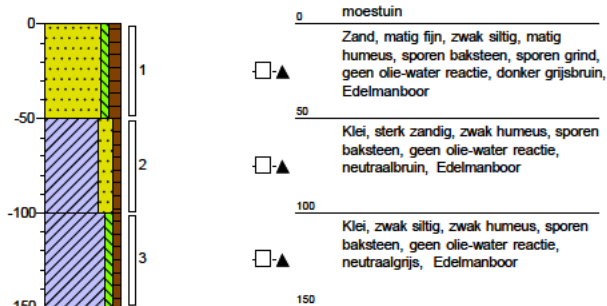 0
moestuin
0
Zand, matig fijn, zwak siltig, matig
humeus, sporen baksteen, sporen grind,
geen olie-water reactie, donker grijsbruin,
Edelmanboor
1
-50
50
Klei, sterk zandig, zwak humeus, sporen
baksteen, geen olie-water reactie,
neutraalbruin, Edelmanboor
2
-100
100
Klei, zwak siltig, zwak humeus, sporen
baksteen, geen olie-water reactie,
neutraalgrijs, Edelmanboor
3
-150
150